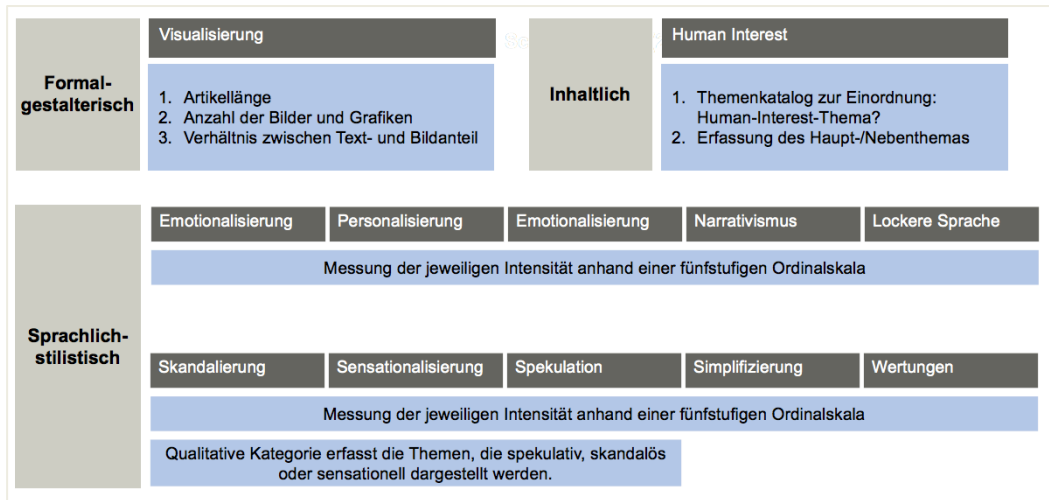 Formal-
gestalterisch
Visualisierung
1. Artikellänge
2. Anzahl der Bilder und Grafiken
3. Verhältnis zwischen Text- und Bildanteil
Inhaltlich
Human Interest
1. Themenkatalog zur Einordnung:
Human-Interest-Thema?
2. Erfassung des Haupt-/Nebenthemas
Sprachlich-
stilistisch
Emotionalisierung
Personalisierung
Emotionalisierung
Narrativismus
Lockere Sprache
Messung der jeweiligen Intensität anhand einer fünfstufigen Ordinalskala
Skandalierung
Sensationalisierung
Spekulation
Simplifizierung
Wertungen
Messung der jeweiligen Intensität anhand einer fünfstufigen Ordinalskala
Qualitative Kategorie erfasst die Themen, die spekulativ, skandalös
oder sensationell dargestellt werden.